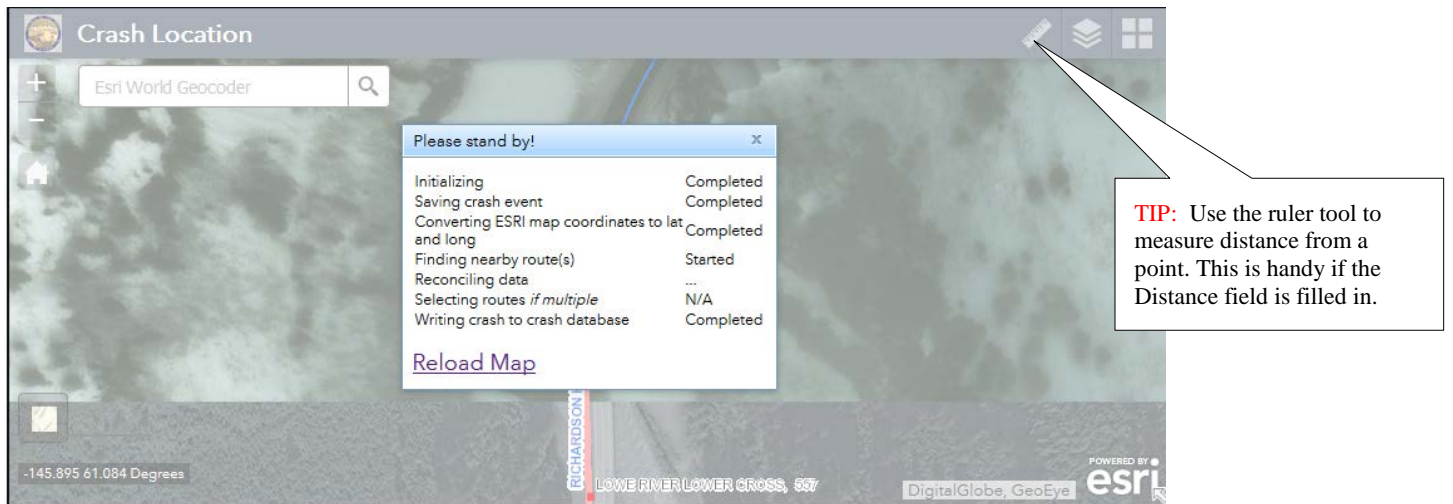 Crash Location
+
Esri World Geocoder
−
Please stand by! x
Initializing Completed
Saving crash event Completed
Converting ESRI map coordinates to lat
and long Completed
Finding nearby route(s) Started
Reconciling data ...
Selecting routes if multiple N/A
Writing crash to crash database Completed
Reload Map
TIP: Use the ruler tool to
measure distance from a
point. This is handy if the
Distance field is filled in.
RICHARDSON
-145.895 61.084 Degrees
LOWE RIVER LOWER CROSS, 557
DigitalGlobe, GeoEye
POWERED BY
esri